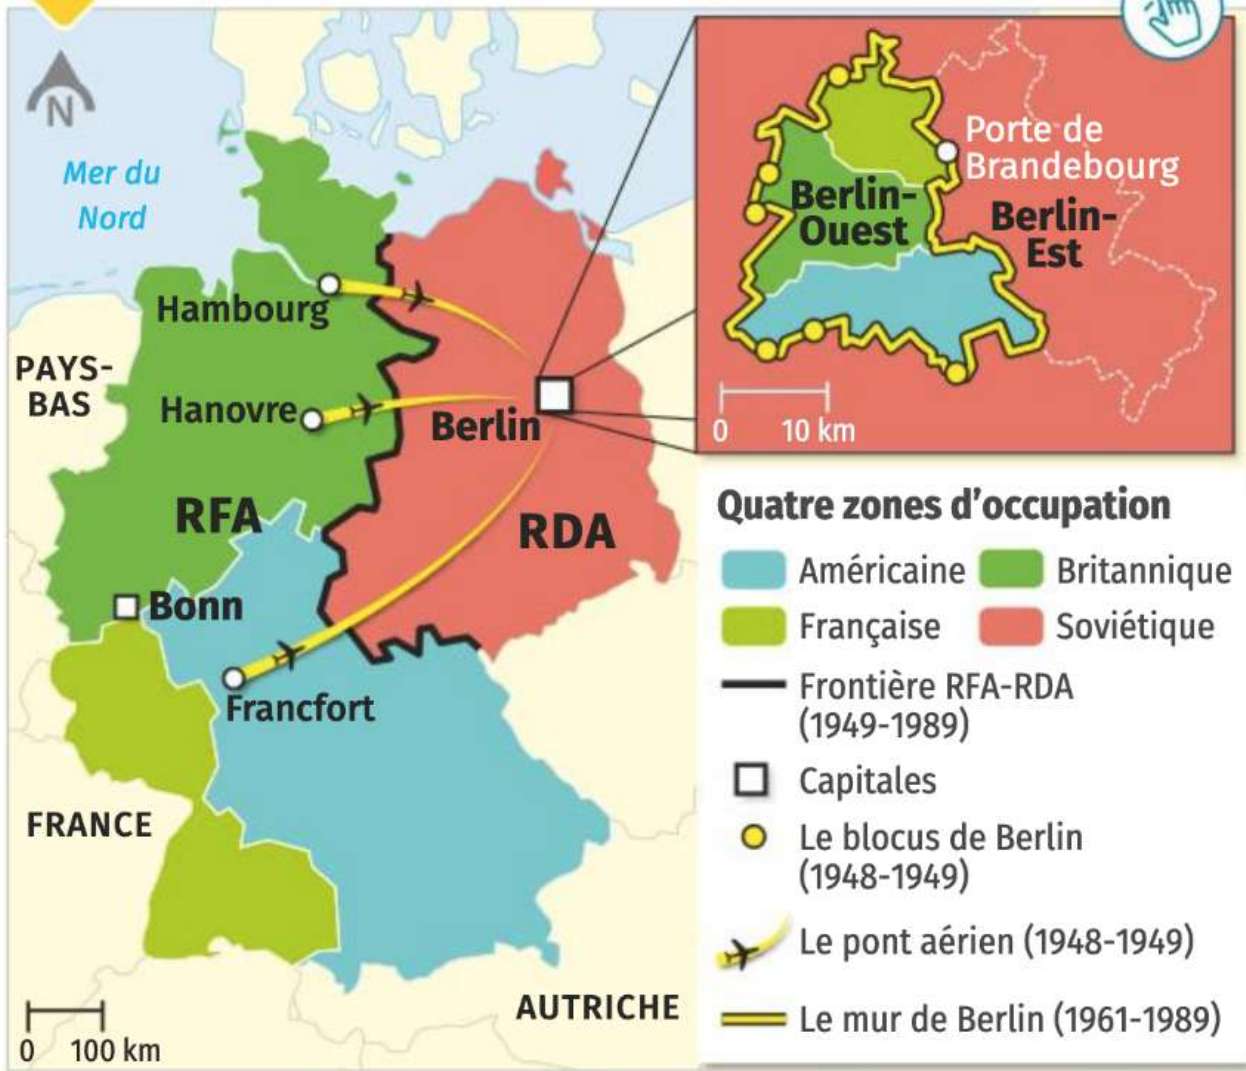 N
Mer du
Nord
Hambourg
PAYS-
BAS
Hanovre
Berlin
RFA
RDA
Bonn
Francfort
FRANCE
AUTRICHE
0 100 km
Porte de
Brandebourg
Berlin-
Ouest
Berlin-
Est
0 10 km
Quatre zones d'occupation
Américaine
Britannique
Française
Soviétique
Frontière RFA-RDA
(1949-1989)
Capitales
Le blocus de Berlin
(1948-1949)
Le pont aérien (1948-1949)
Le mur de Berlin (1961-1989)